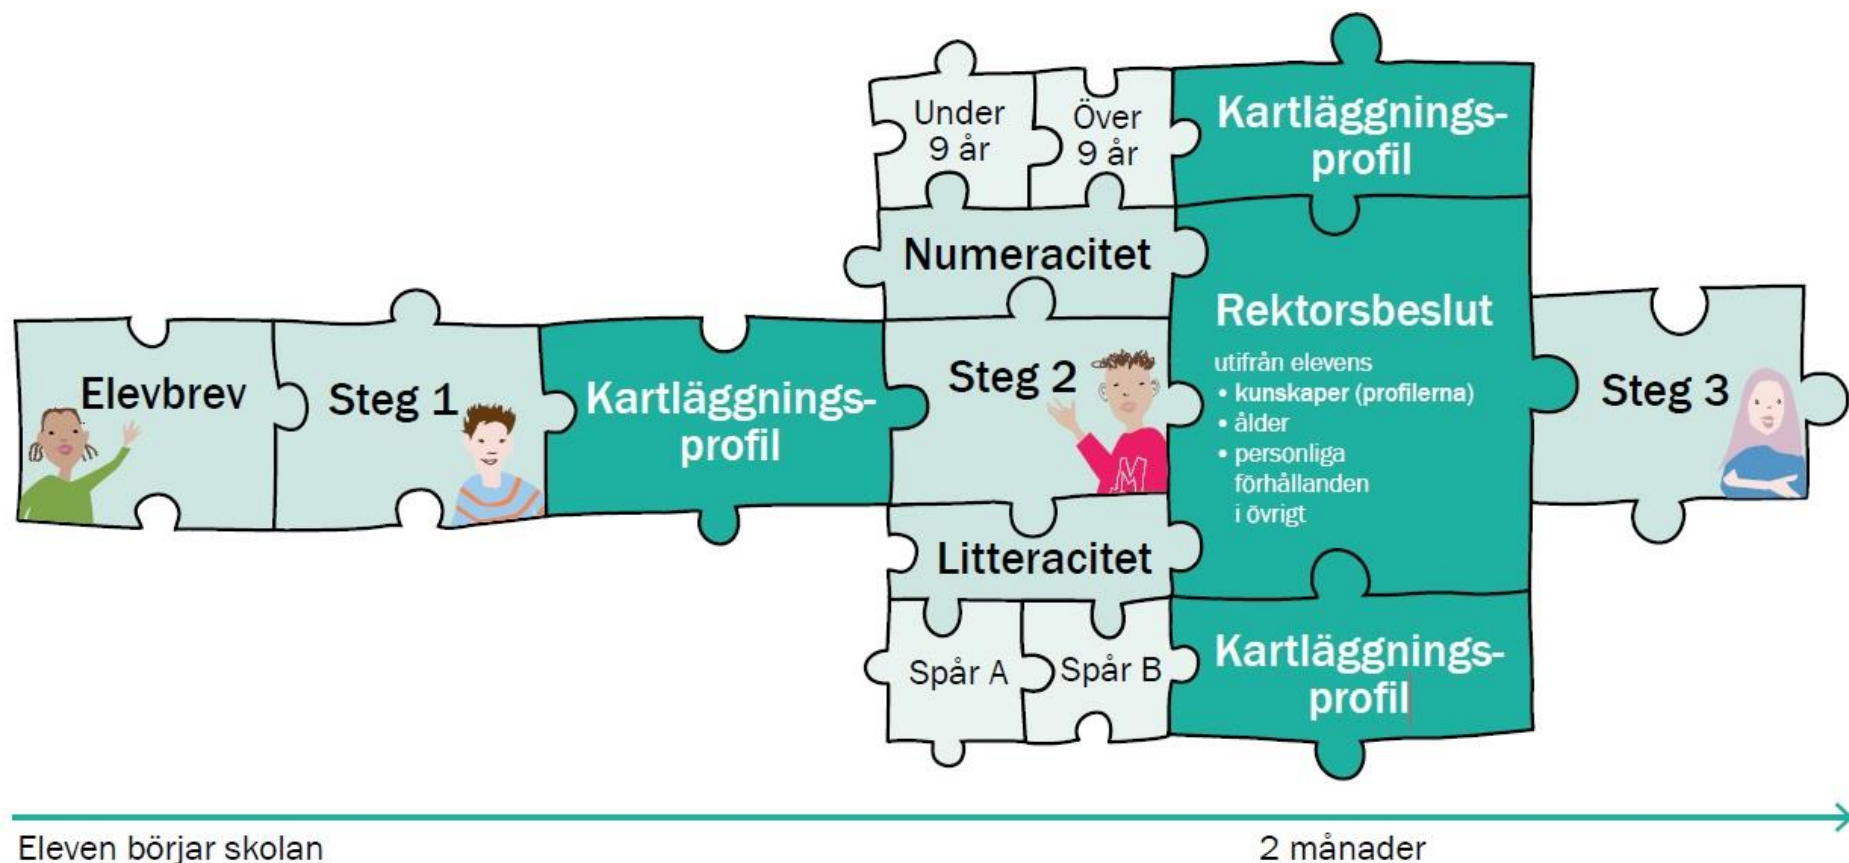 Elevbrev
Steg 1
Kartläggnings-
profil
Under
9 år
Över
9 år
Numeracitet
Steg 2
M
Litteracitet
Spår A
Spår B
Kartläggnings-
profil
Rektorsbeslut
utifrån elevens
• kunskaper (profilerna)
• ålder
• personliga
förhållanden
i övrigt
Kartläggnings-
profil
Steg 3
Eleven börjar skolan
2 månader